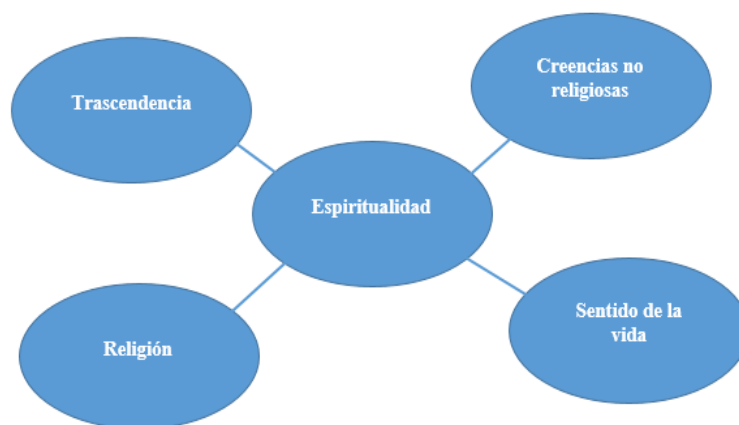 Trascendencia
Creencias no
religiosas
Espiritualidad
Religión
Sentido de la
vida